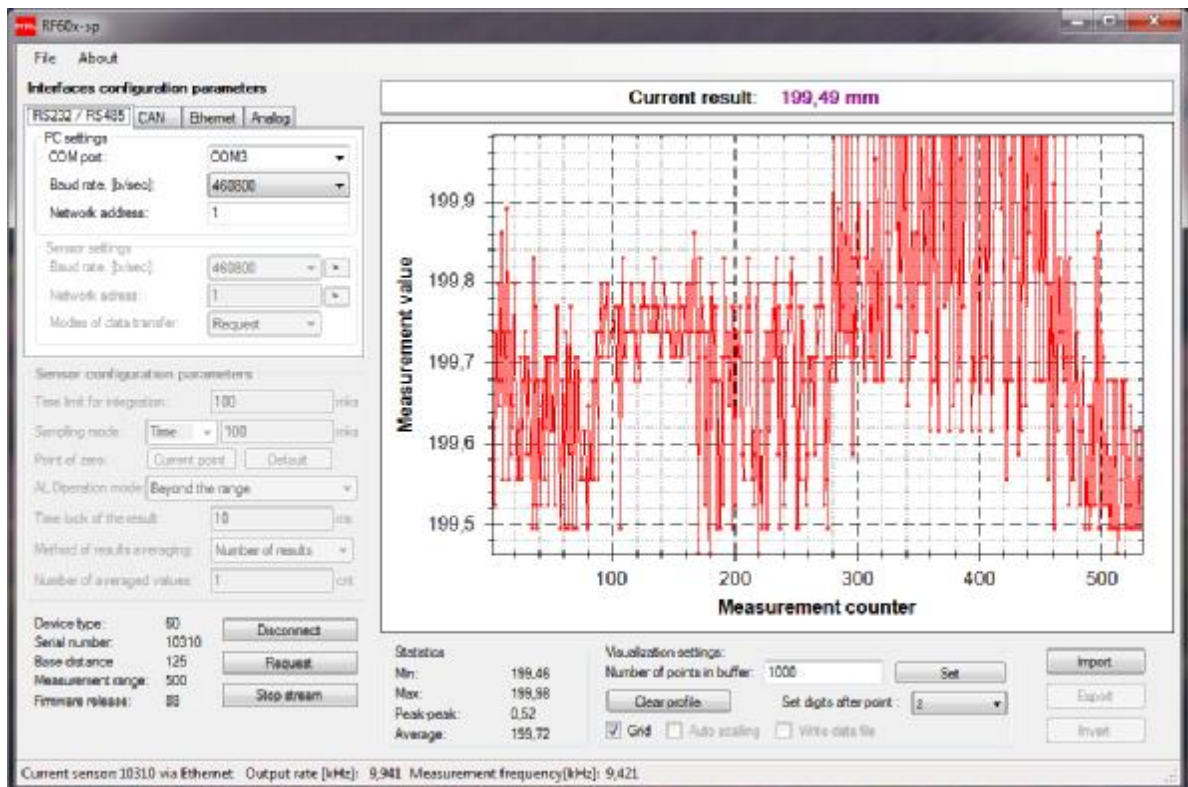 RF60x-sp
File About
Interfaces configuration parameters
RS232 / RS485 CAN Ethernet Analog
PC settings
COM port: COM3
Baud rate, [b/sec]: 460800
Network address: 1
Sensor settings
Baud rate, [b/sec]: 460800 >
Network adress: 1 >
Modes of data transfer: Request
Sensor configuration parameters
Time limit for integration: 100 mks
Sampling mode: Time 100 mks
Point of zero: Current point Default
AL Operation mode: Beyond the range
Time lock of the result: 10 ms
Method of results averaging: Number of results
Number of averaged values: 1 cnt
Device type: 60
Serial number: 10310
Base distance 125
Measurement range: 500
Firmware release: 88
Disconnect
Request
Stop stream
Current result: 199,49 mm
Measurement value
199,9
199,8
199,7
199,6
199,5
100 200 300 400 500
Measurement counter
Statistics
Min: 199,46
Max: 199,98
Peak-peak: 0,52
Average: 199,72
Visualization settings:
Number of points in buffer: 1000 Set
Clear profile Set digits after point : 2
Grid Auto scaling Write data file
Import
Export
Invert
Current sensor: 10310 via Ethernet Output rate [kHz]: 9,941 Measurement frequency[kHz]: 9,421